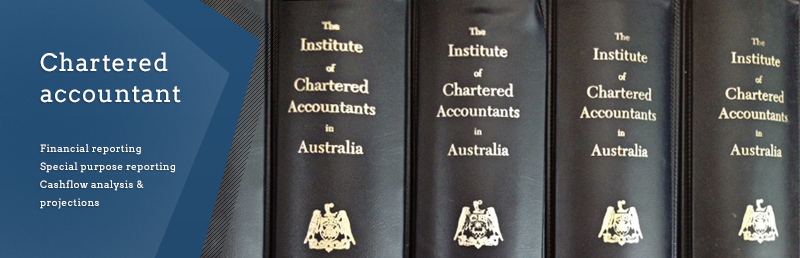 Chartered
accountant
Financial reporting
Special purpose reporting
Cashflow analysis &
projections
The
Institute
of
Chartered
Accountants
in
Australia
The
Institute
of
Chartered
Accountants
in
Australia
The
Institute
of
Chartered
Accountants
in
Australia
The
Institute
of
Chartered
Accountants
in
Australia